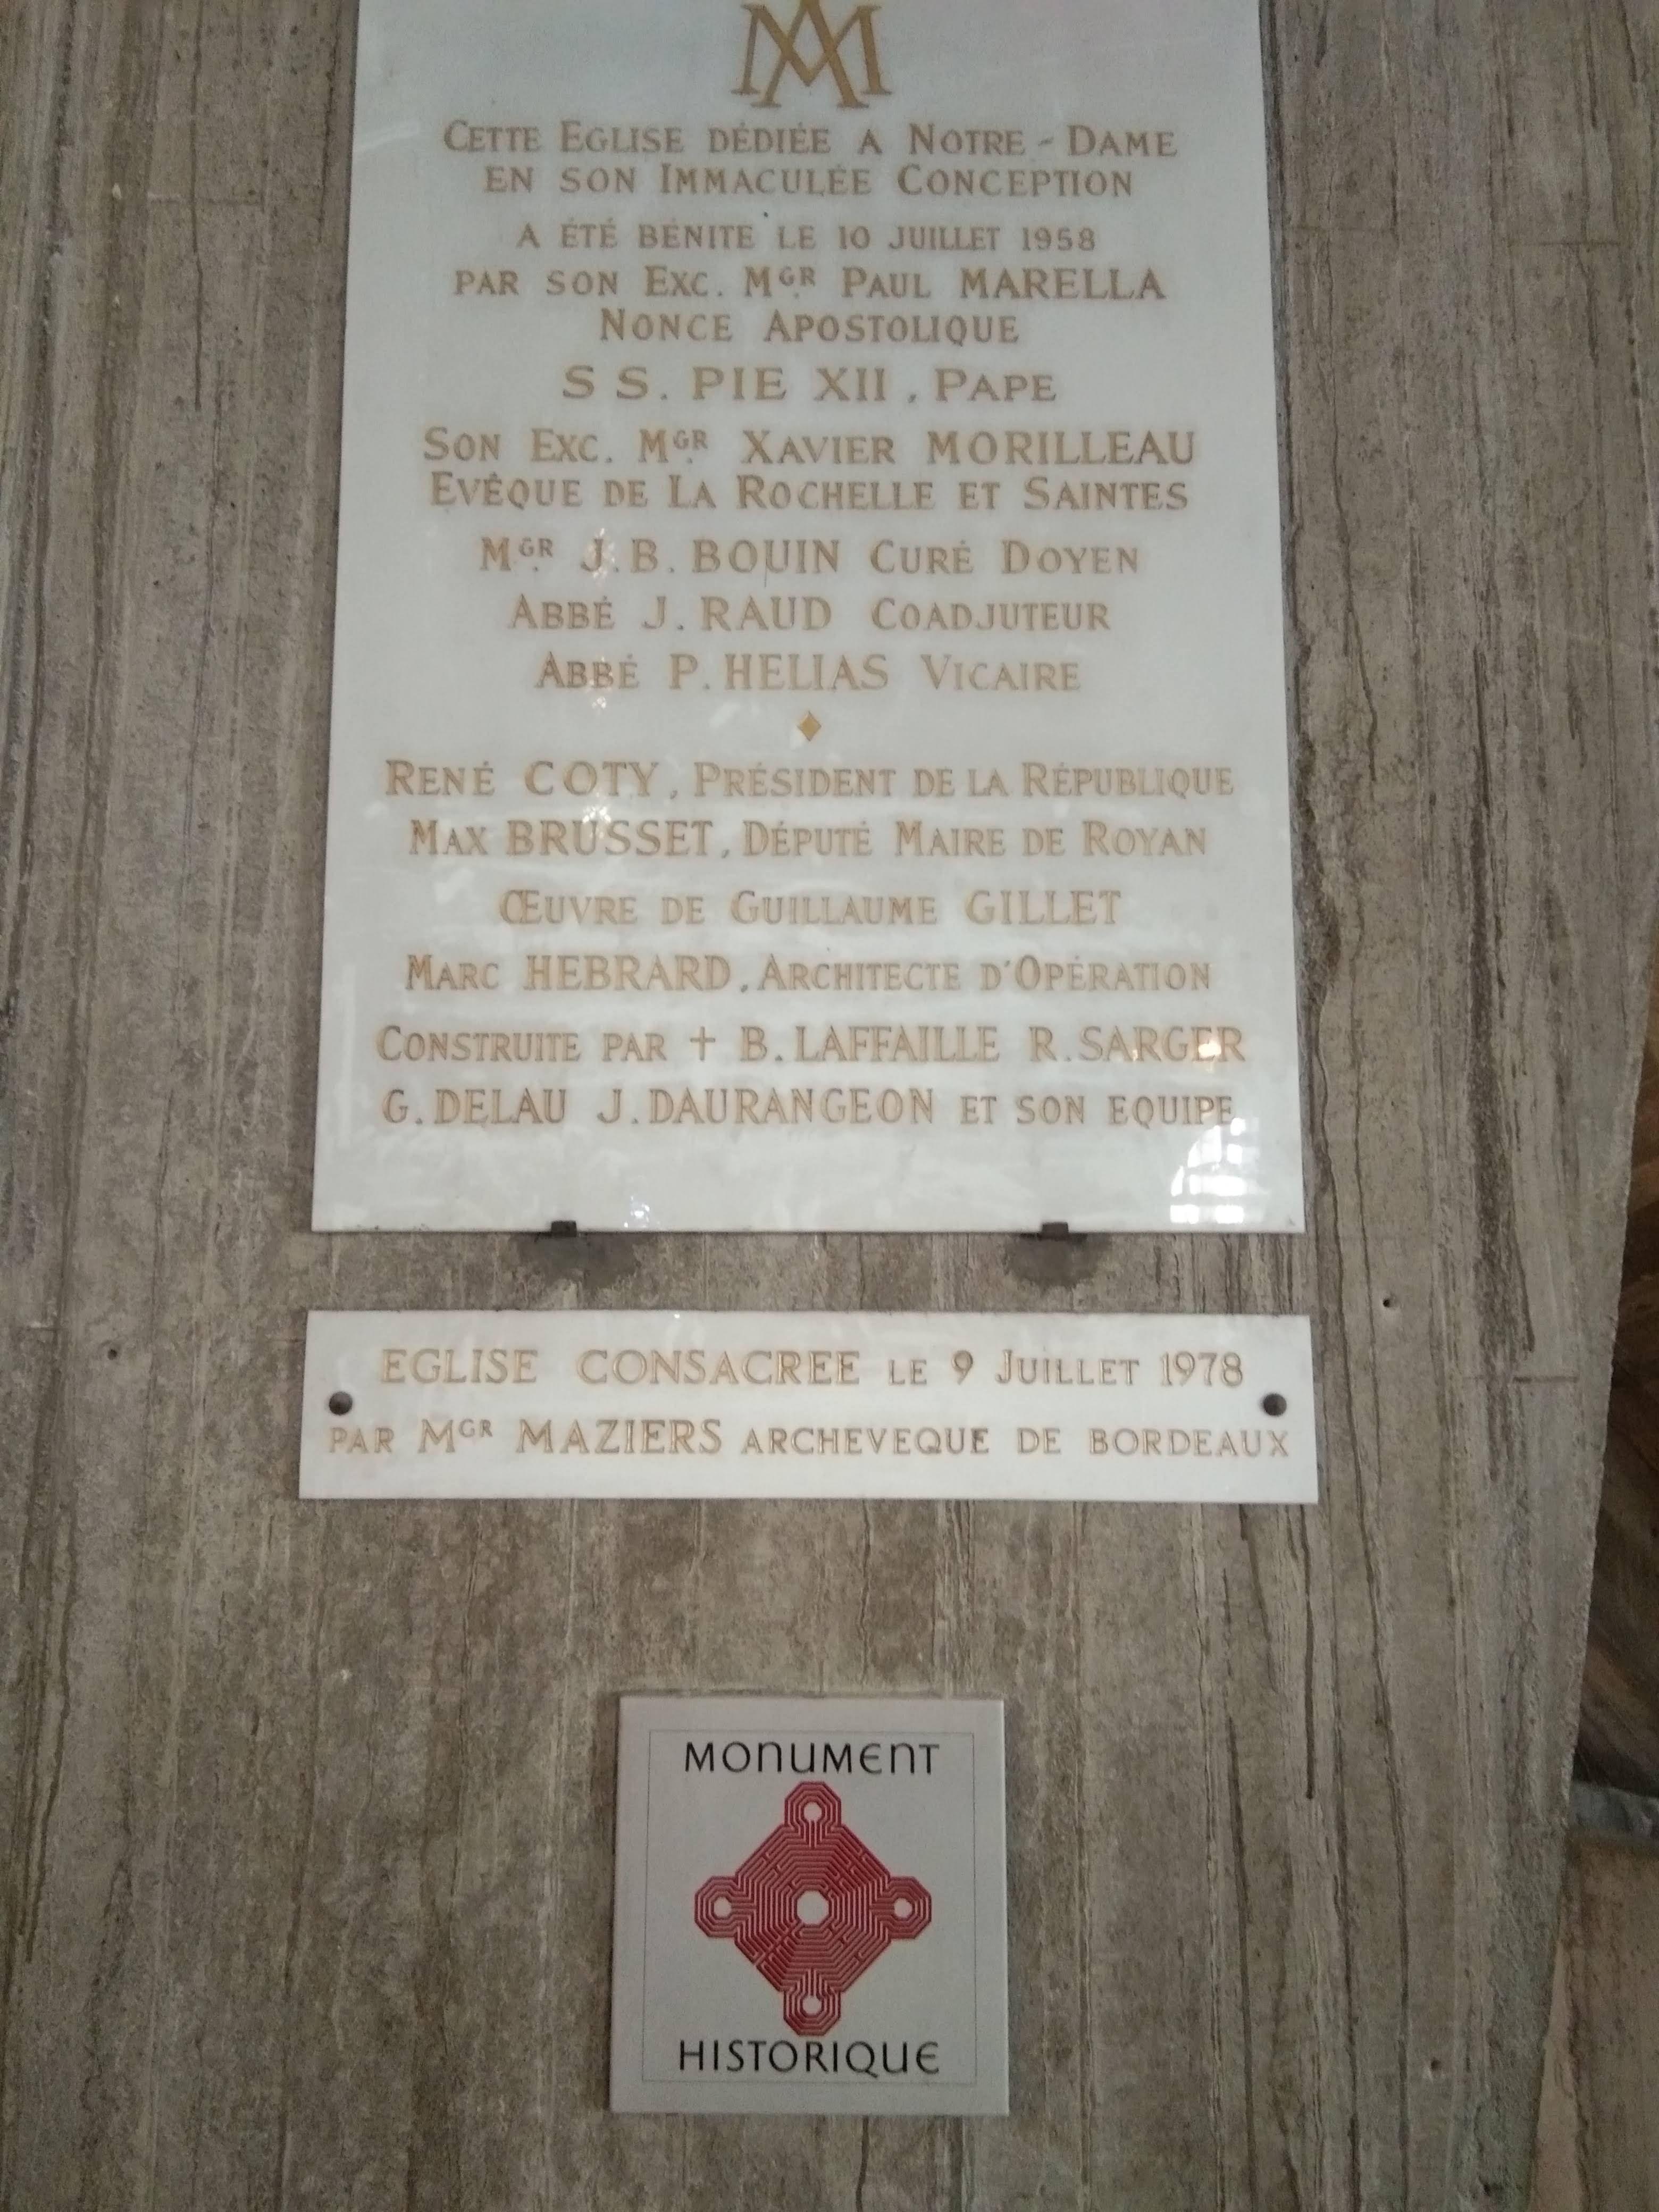 AM
CETTE EGLISE DÉDIÉE A NOTRE - DAME
EN SON IMMACULÉE CONCEPTION
A ÉTÉ BÉNITE LE 10 JUILLET 1958
PAR SON EXC. MGR PAUL MARELLA
NONCE APOSTOLIQUE
S S. PIE XII, PAPE
SON EXC. MGR XAVIER MORILLEAU
EVÊQUE DE LA ROCHELLE ET SAINTES
MGR J.B. BOUIN CURÉ DOYEN
ABBÉ J. RAUD COADJUTEUR
ABBÉ P. HELIAS VICAIRE
RENÉ COTY, PRÉSIDENT DE LA RÉPUBLIQUE
MAX BRUSSET, DÉPUTÉ MAIRE DE ROYAN
ŒUVRE DE GUILLAUME GILLET
MARC HEBRARD, ARCHITECTE D'OPÉRATION
CONSTRUITE PAR † B. LAFFAILLE R. SARGER
G. DELAU J. DAURANGEON ET SON EQUIPE
EGLISE CONSACREE LE 9 JUILLET 1978
PAR MGR MAZIERS ARCHEVEQUE DE BORDEAUX
MONUMENT
HISTORIQUE